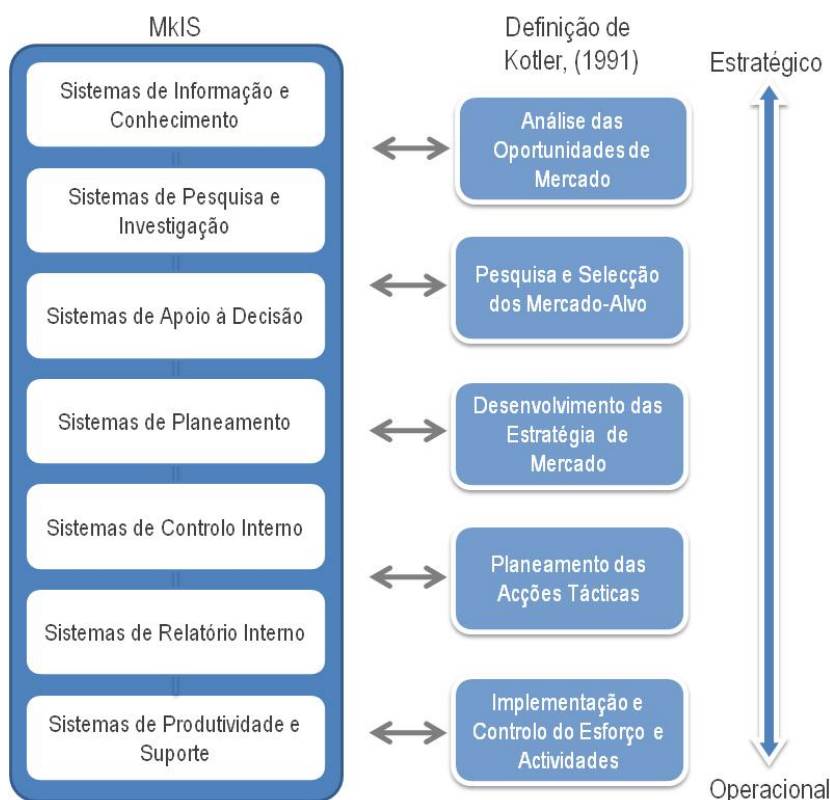 MkIS
Sistemas de Informação e
Conhecimento
Sistemas de Pesquisa e
Investigação
Sistemas de Apoio à Decisão
Sistemas de Planeamento
Sistemas de Controlo Interno
Sistemas de Relatório Interno
Sistemas de Produtividade e
Suporte
Definição de
Kotler, (1991)
Análise das
Oportunidades de
Mercado
Pesquisa e Selecção
dos Mercado-Alvo
Desenvolvimento das
Estratégia de
Mercado
Planeamento das
Acções Tácticas
Implementação e
Controlo do Esforço e
Actividades
Estratégico
Operacional